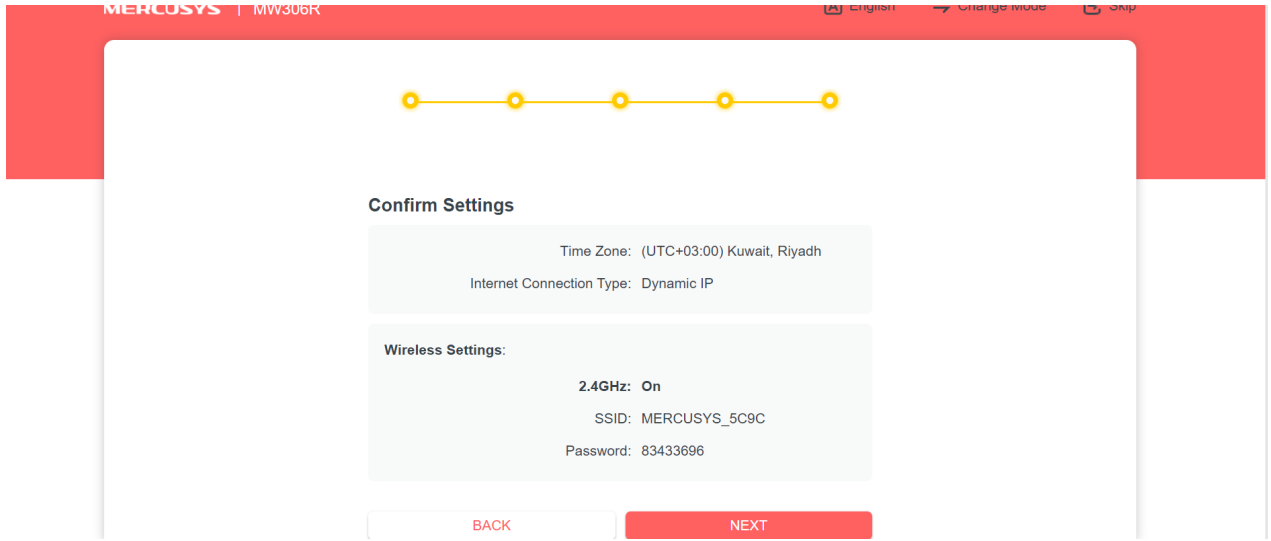 MERCUSYS | MW306R English Change Mode Skip
Confirm Settings
Time Zone: (UTC+03:00) Kuwait, Riyadh
Internet Connection Type: Dynamic IP
Wireless Settings:
2.4GHz: On
SSID: MERCUSYS_5C9C
Password: 83433696
BACK NEXT